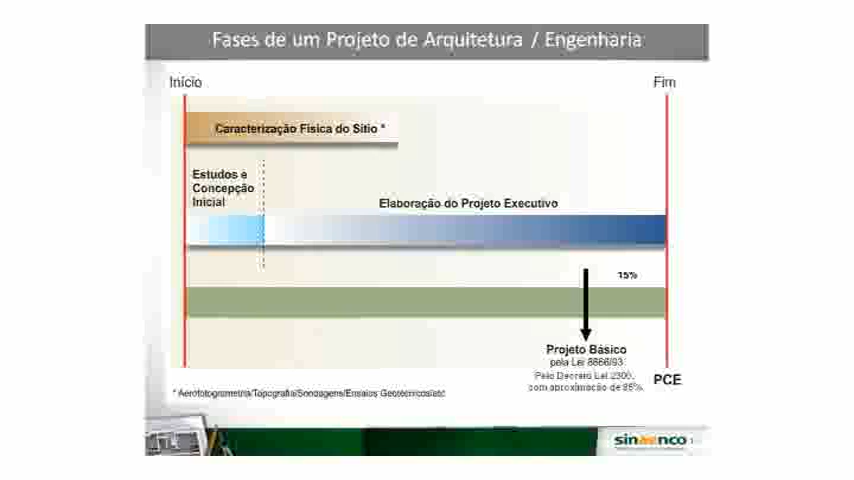 Fases de um Projeto de Arquitetura / Engenharia
Início
Fim
Caracterização Física do Sítio *
Estudos e
Concepção
Inicial
Elaboração do Projeto Executivo
15%
Projeto Básico
pela Lei 8666/93
Pelo Decreto Lei 2300,
com aproximação de 85%
PCE
* Aerofotogrametria/Topografia/Sondagens/Ensaios Geotécnicos/etc
sinaenco